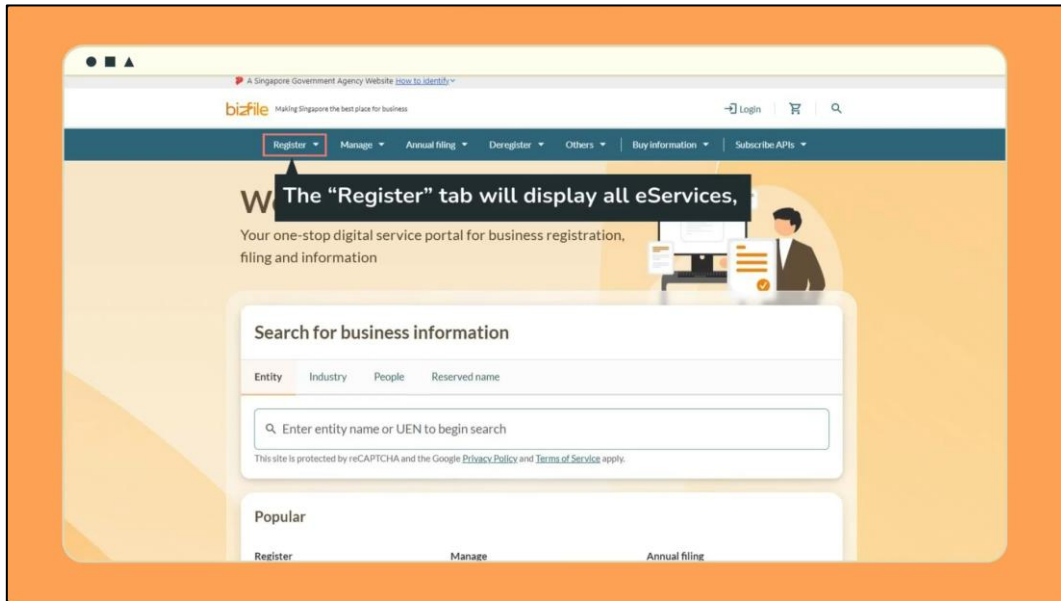 A Singapore Government Agency Website How to identify
bizfile Making Singapore the best place for business
Login
Register Manage Annual filing Deregister Others Buy information Subscribe APIs
The “Register” tab will display all eServices,
Your one-stop digital service portal for business registration,
filing and information
Search for business information
Entity Industry People Reserved name
Enter entity name or UEN to begin search
This site is protected by reCAPTCHA and the Google Privacy Policy and Terms of Service apply.
Popular
Register Manage Annual filing